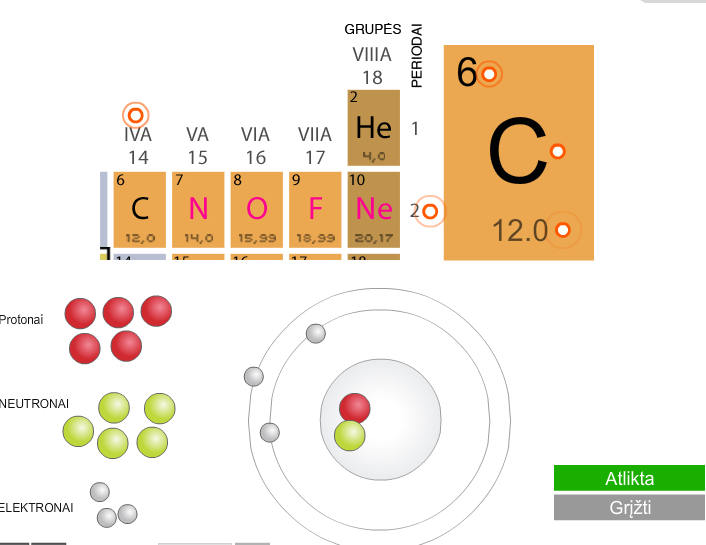 GRUPĖS
PERIODAI
VIIIA
18
2
He
4,0
1
IVA
VA
VIA
VIIA
14
15
16
17
6
C
12,0
7
N
14,0
8
O
15,99
9
F
18,99
10
Ne
20,17
2
6
C
12.0
Protonai
NEUTRONAI
ELEKTRONAI
Atlikta
Grįžti